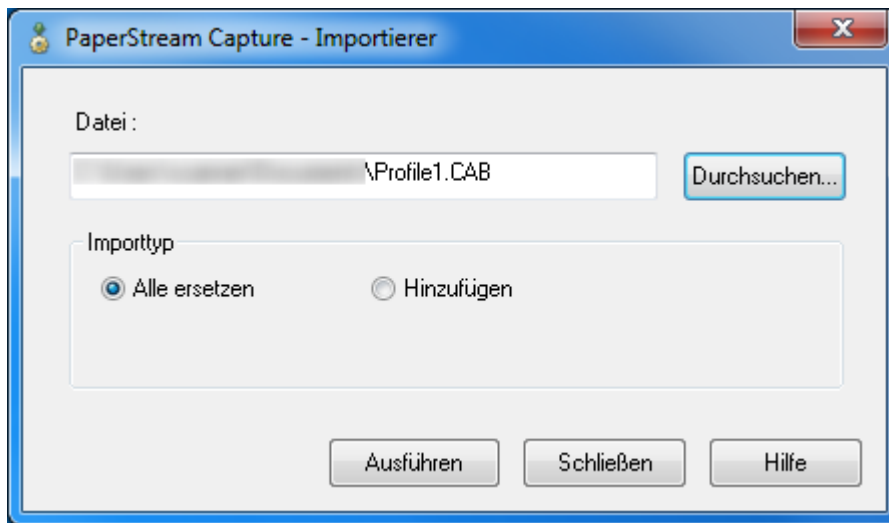 PaperStream Capture - Importierer
Datei :
\Profile1.CAB
Durchsuchen...
Importtyp
Alle ersetzen
Hinzufügen
Ausführen
Schließen
Hilfe